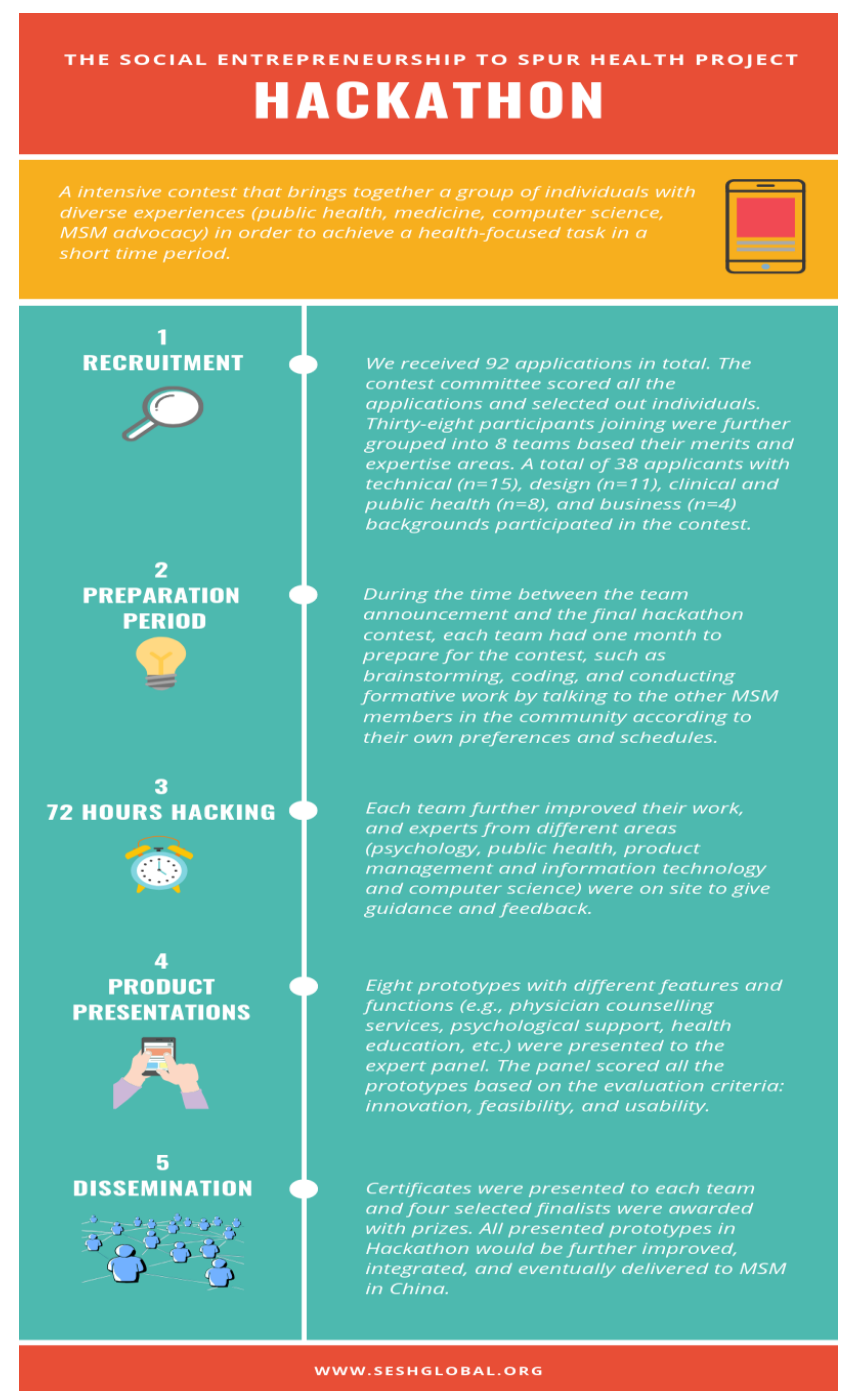 THE SOCIAL ENTREPRENEURSHIP TO SPUR HEALTH PROJECT
HACKATHON
A intensive contest that brings together a group of individuals with
diverse experiences (public health, medicine, computer science,
MSM advocacy) in order to achieve a health-focused task in a
short time period.
1
RECRUITMENT
We received 92 applications in total. The
contest committee scored all the
applications and selected out individuals.
Thirty-eight participants joining were further
grouped into 8 teams based their merits and
expertise areas. A total of 38 applicants with
technical (n=15), design (n=11), clinical and
public health (n=8), and business (n=4)
backgrounds participated in the contest.
2
PREPARATION
PERIOD
During the time between the team
announcement and the final hackathon
contest, each team had one month to
prepare for the contest, such as
brainstorming, coding, and conducting
formative work by talking to the other MSM
members in the community according to
their own preferences and schedules.
3
72 HOURS HACKING
Each team further improved their work,
and experts from different areas
(psychology, public health, product
management and information technology
and computer science) were on site to give
guidance and feedback.
4
PRODUCT
PRESENTATIONS
Eight prototypes with different features and
functions (e.g., physician counselling
services, psychological support, health
education, etc.) were presented to the
expert panel. The panel scored all the
prototypes based on the evaluation criteria:
innovation, feasibility, and usability.
5
DISSEMINATION
Certificates were presented to each team
and four selected finalists were awarded
with prizes. All presented prototypes in
Hackathon would be further improved,
integrated, and eventually delivered to MSM
in China.
WWW.SESHGLOBAL.ORG